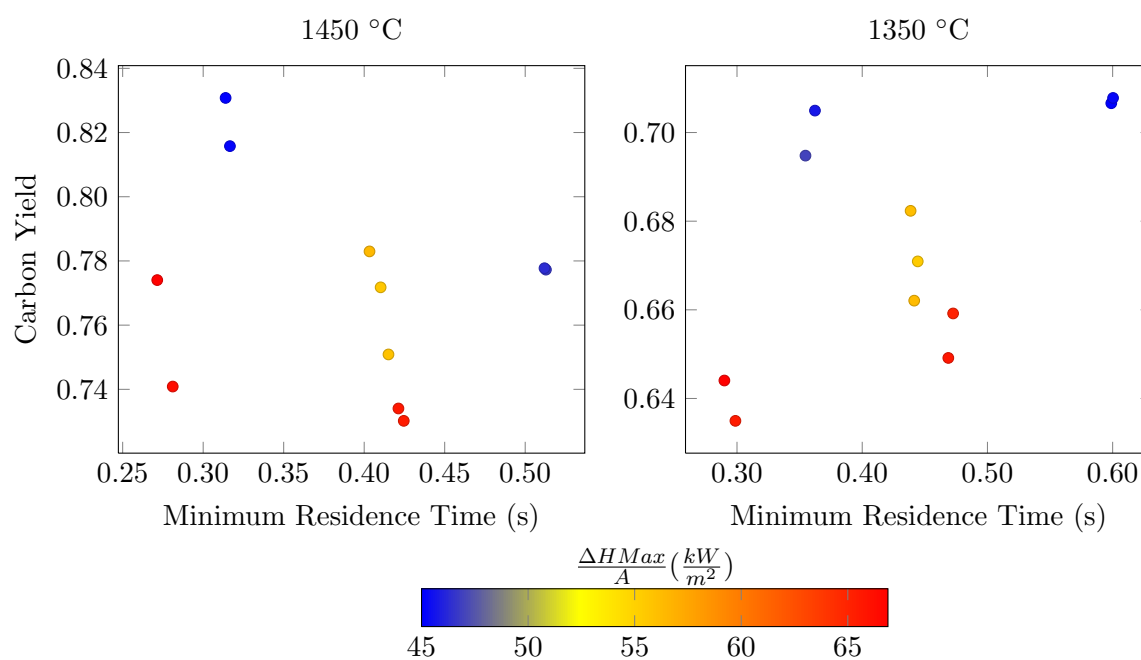 1450 °C
1350 °C
Carbon Yield
0.84
0.82
0.80
0.78
0.76
0.74
0.25 0.30 0.35 0.40 0.45 0.50
Minimum Residence Time (s)
0.70
0.68
0.66
0.64
0.30 0.40 0.50 0.60
Minimum Residence Time (s)
ΔHMax/A (kW/m²)
45 50 55 60 65